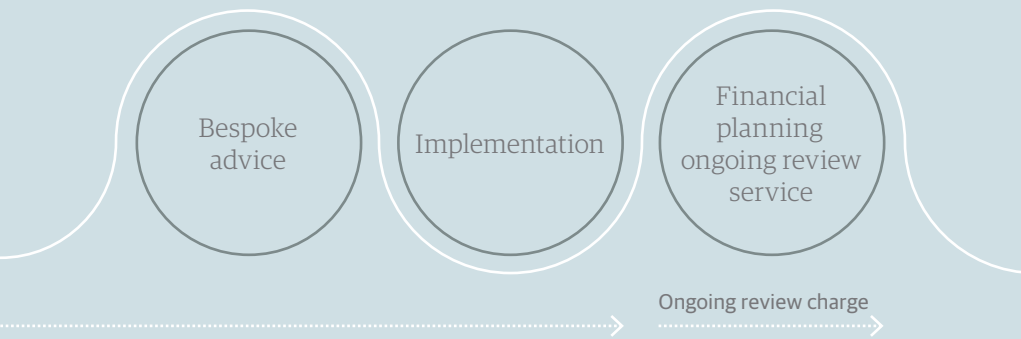 Bespoke
advice
Implementation
Financial
planning
ongoing review
service
Ongoing review charge